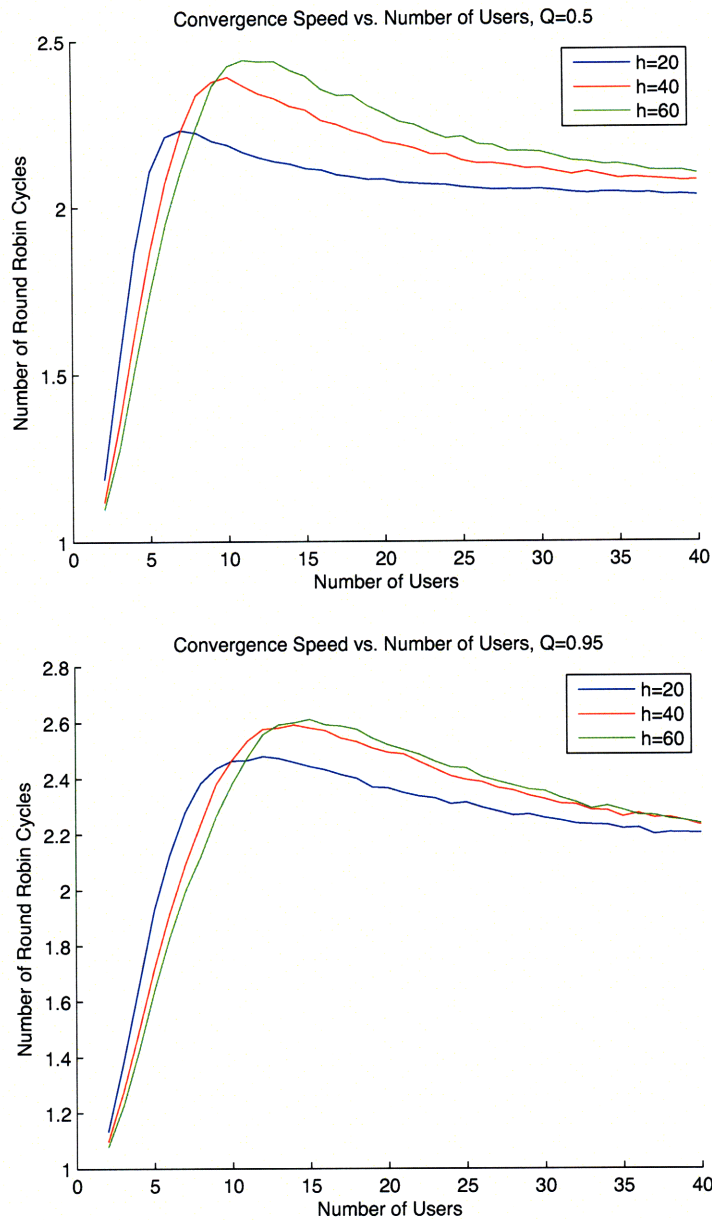 Convergence Speed vs. Number of Users, Q=0.5
2.5
2
1.5
1
Number of Round Robin Cycles
h=20
h=40
h=60
0 5 10 15 20 25 30 35 40
Number of Users
Convergence Speed vs. Number of Users, Q=0.95
2.8
2.6
2.4
2.2
2
1.8
1.6
1.4
1.2
1
Number of Round Robin Cycles
h=20
h=40
h=60
0 5 10 15 20 25 30 35 40
Number of Users